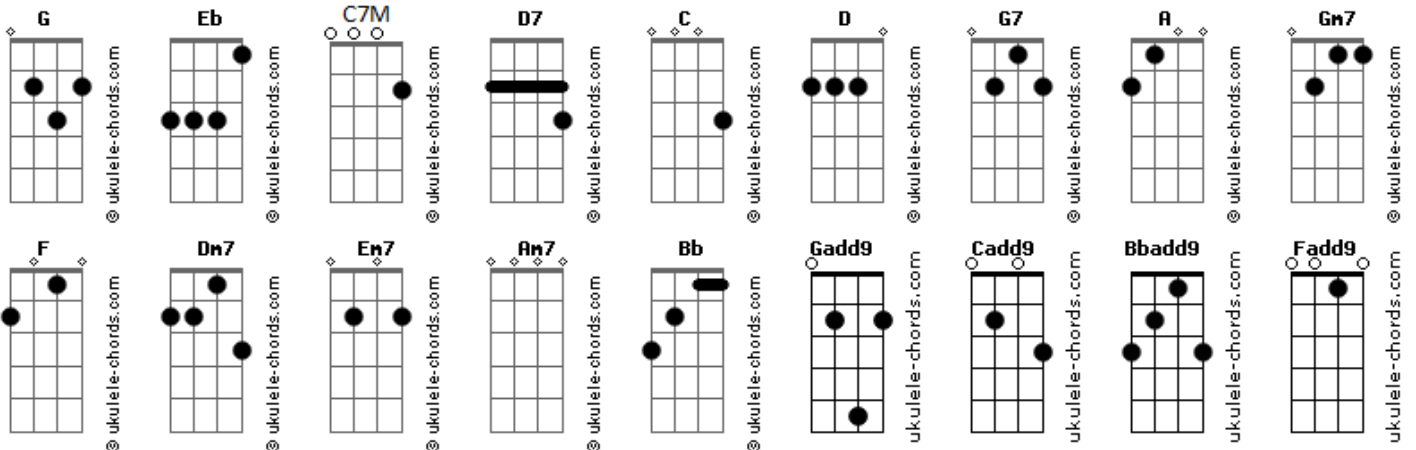 G Eb C7M D7 C D G7 A Gm7
© ukulele-chords.com © ukulele-chords.com © ukulele-chords.com © ukulele-chords.com © ukulele-chords.com © ukulele-chords.com © ukulele-chords.com © ukulele-chords.com © ukulele-chords.com
F Dm7 Em7 Am7 Bb Gadd9 Cadd9 Bbadd9 Fadd9
© ukulele-chords.com © ukulele-chords.com © ukulele-chords.com © ukulele-chords.com © ukulele-chords.com ukulele-chords.com ukulele-chords.com ukulele-chords.com ukulele-chords.com